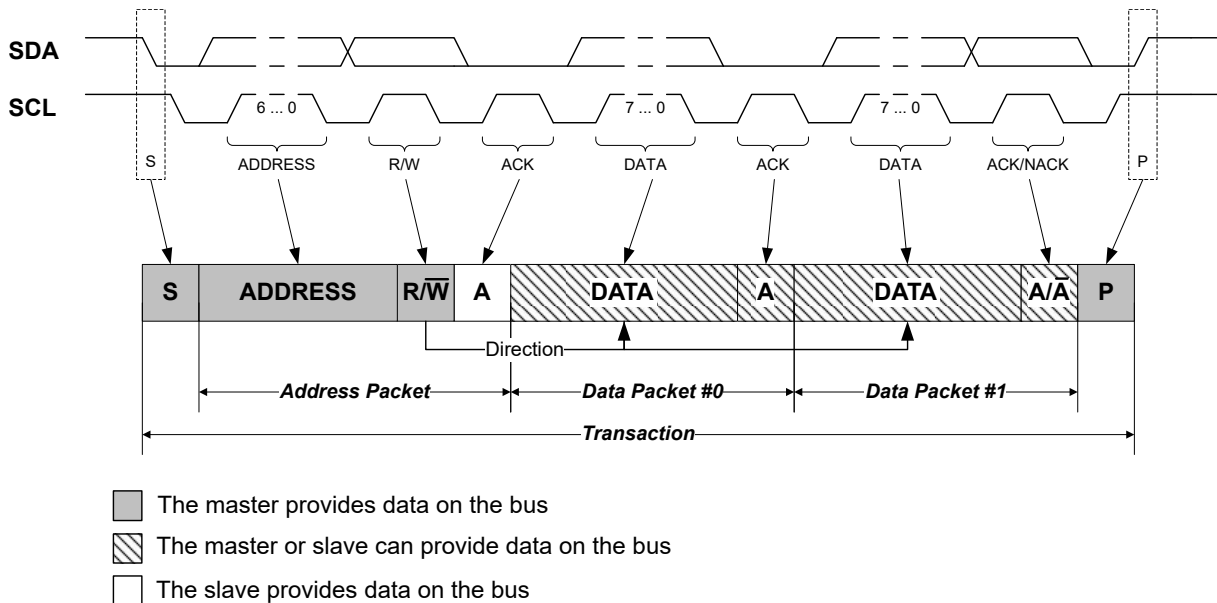 SDA
SCL
6 ... 0
7 ... 0
7 ... 0
S
ADDRESS
R/W
ACK
DATA
ACK
DATA
ACK/NACK
P
S
ADDRESS
R/W̅
A
DATA
A
DATA
A/A̅
P
Direction
Address Packet
Data Packet #0
Data Packet #1
Transaction
The master provides data on the bus
The master or slave can provide data on the bus
The slave provides data on the bus